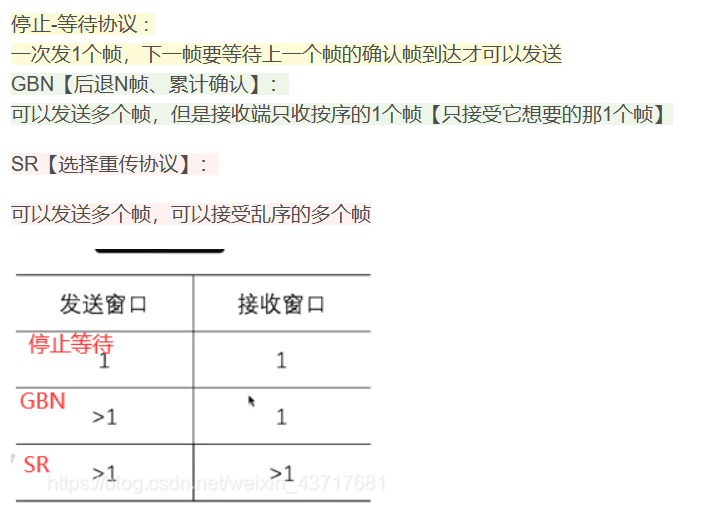 停止-等待协议：
一次发1个帧，下一帧要等待上一个帧的确认帧到达才可以发送
GBN【后退N帧、累计确认】：
可以发送多个帧，但是接收端只收按序的1个帧【只接受它想要的那1个帧】
SR【选择重传协议】：
可以发送多个帧，可以接受乱序的多个帧
发送窗口 接收窗口
停止等待
1 1
GBN
>1 1
SR
>1 >1
https://blog.csdn.net/weixin_43717681